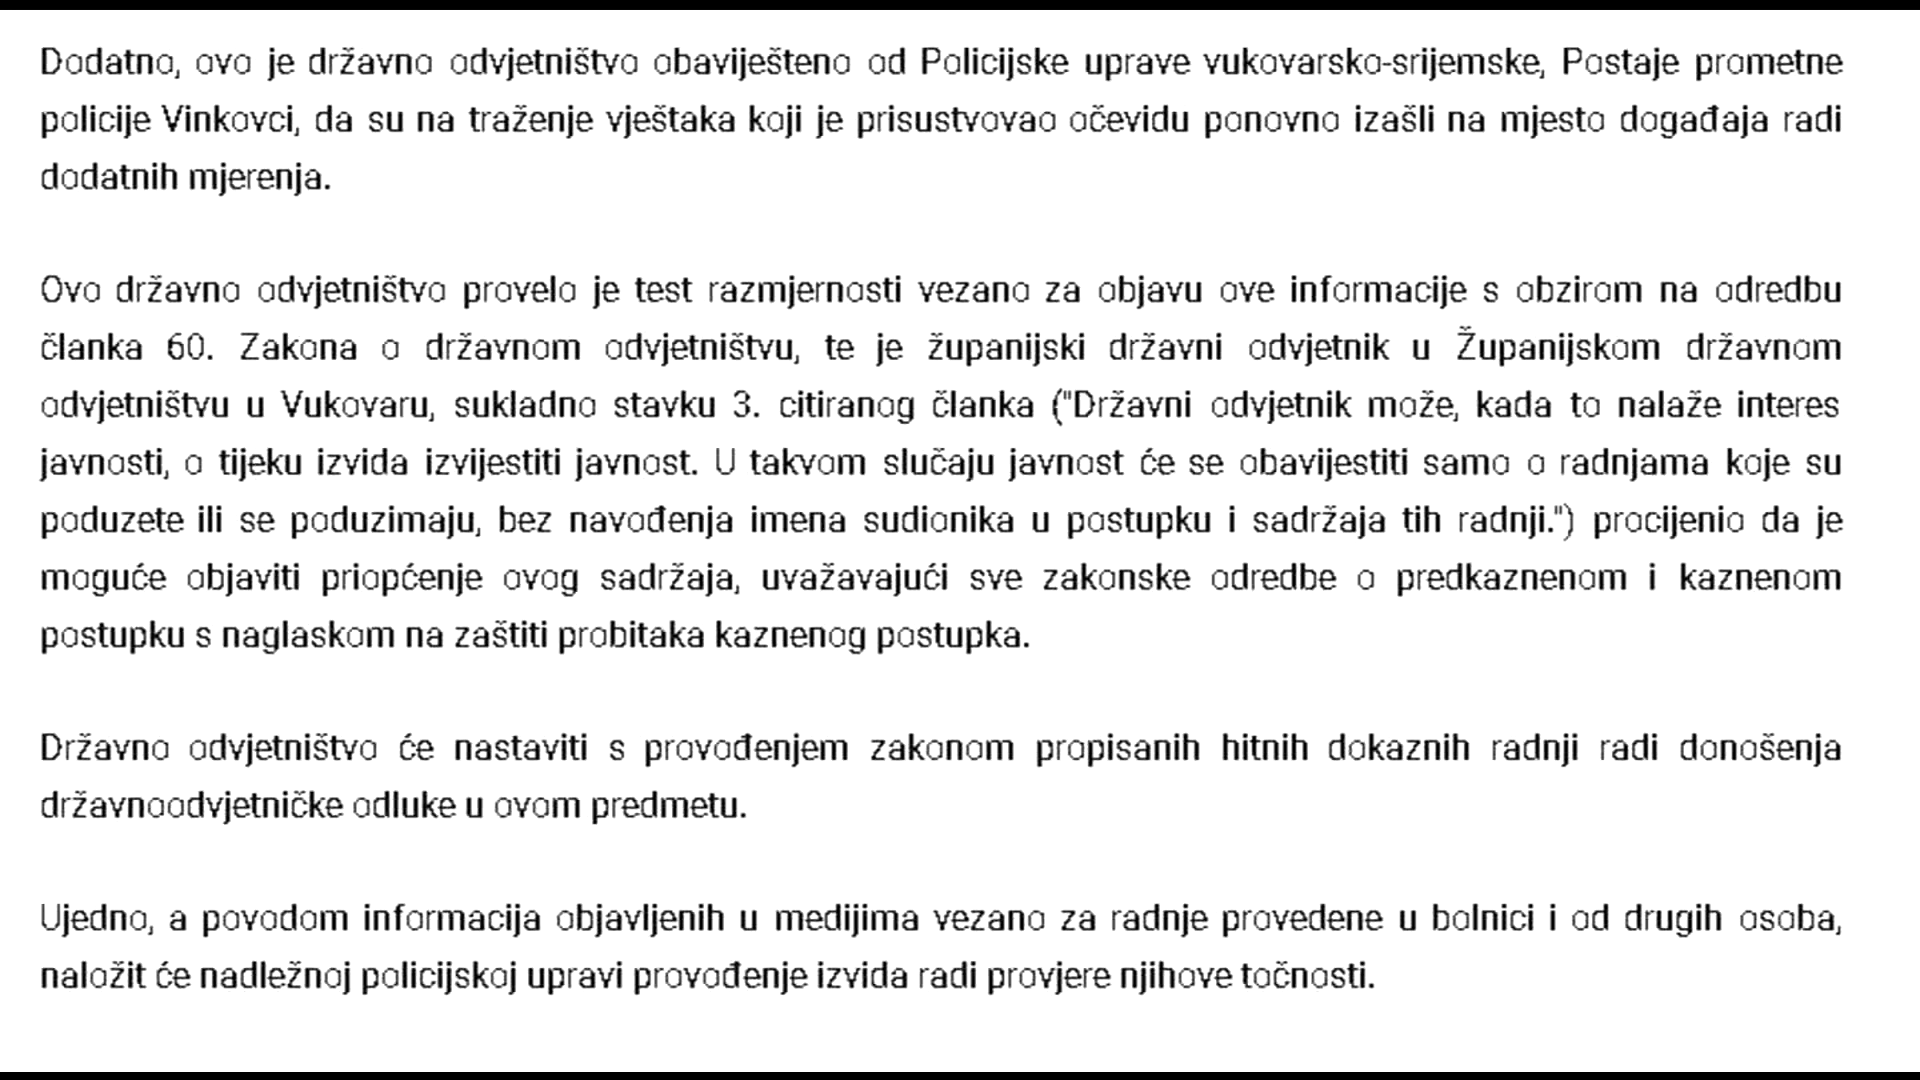 Dodatno, ovo je državno odvjetništvo obaviješteno od Policijske uprave vukovarsko-srijemske, Postaje prometne
policije Vinkovci, da su na traženje vještaka koji je prisustvovao očevidu ponovno izašli na mjesto događaja radi
dodatnih mjerenja.
Ovo državno odvjetništvo provelo je test razmjernosti vezano za objavu ove informacije s obzirom na odredbu
članka 60. Zakona o državnom odvjetništvu, te je županijski državni odvjetnik u Županijskom državnom
odvjetništvu u Vukovaru, sukladno stavku 3. citiranog članka ("Državni odvjetnik može, kada to nalaže interes
javnosti, o tijeku izvida izvijestiti javnost. U takvom slučaju javnost će se obavijestiti samo o radnjama koje su
poduzete ili se poduzimaju, bez navođenja imena sudionika u postupku i sadržaja tih radnji.") procijenio da je
moguće objaviti priopćenje ovog sadržaja, uvažavajući sve zakonske odredbe o predkaznenom i kaznenom
postupku s naglaskom na zaštiti probitaka kaznenog postupka.
Državno odvjetništvo će nastaviti s provođenjem zakonom propisanih hitnih dokaznih radnji radi donošenja
državnoodvjetničke odluke u ovom predmetu.
Ujedno, a povodom informacija objavljenih u medijima vezano za radnje provedene u bolnici i od drugih osoba,
naložit će nadležnoj policijskoj upravi provođenje izvida radi provjere njihove točnosti.